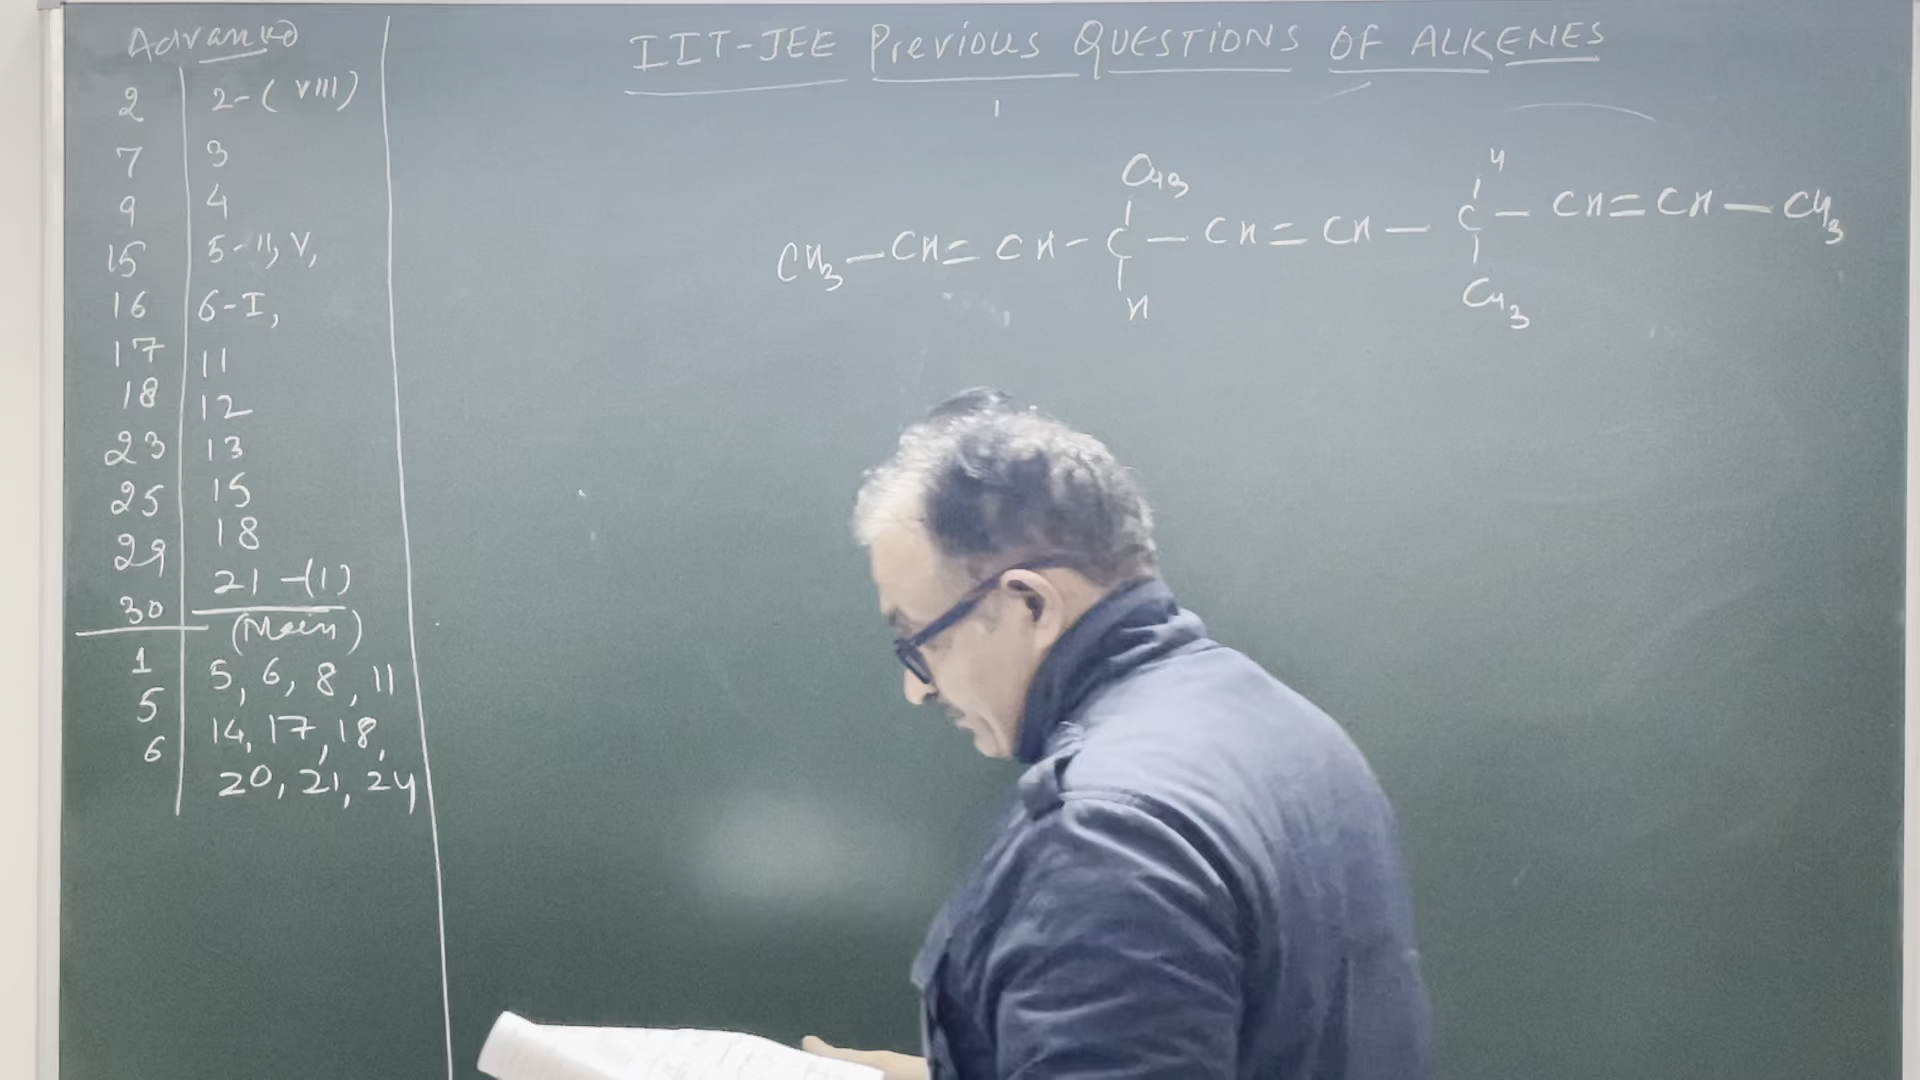 Advanced
2 2-(VIII)
7 3
9 4
15 5-II, V,
16 6-I,
17 11
18 12
23 13
25 15
29 18
30 21-(1)
(Main)
1 5, 6, 8, 11
5 14, 17, 18,
6 20, 21, 24
IIT-JEE Previous QUESTIONS OF ALKENES
CH3 H
CH3-CH=CH-C-CH=CH-C-CH=CH-CH3
H CH3